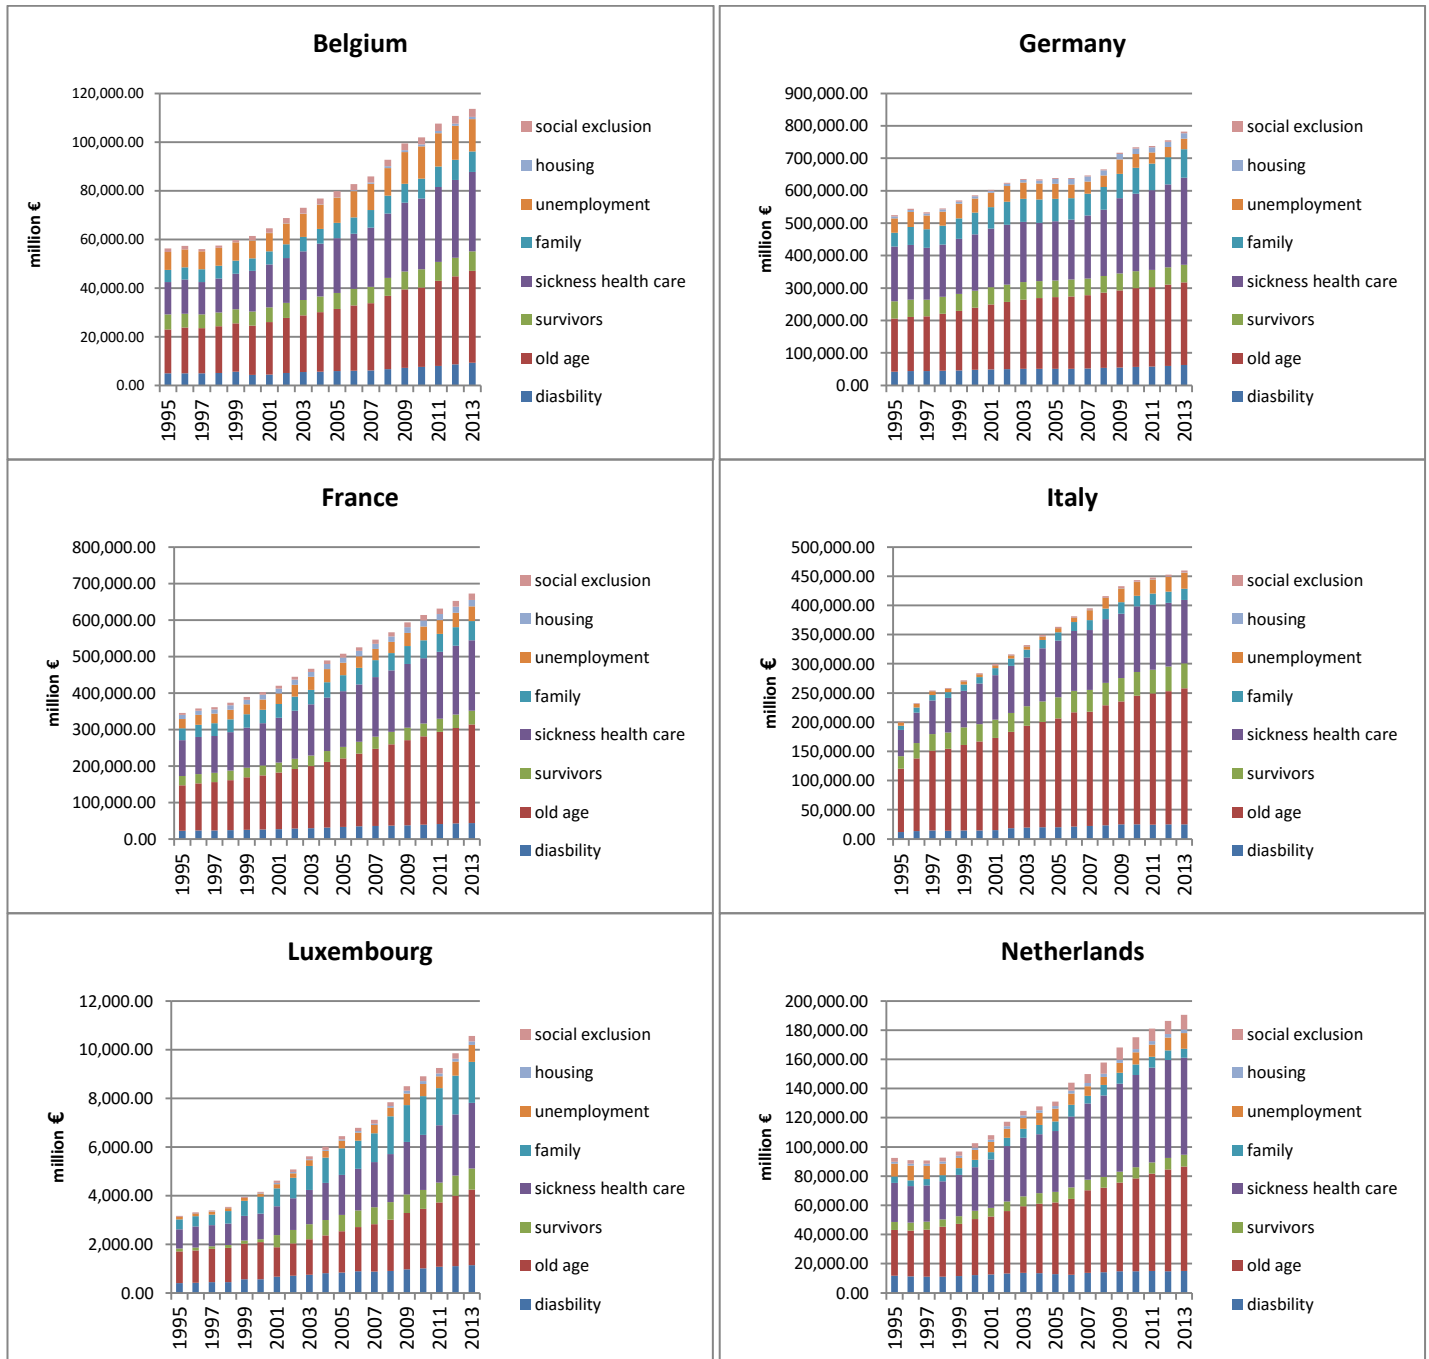 Belgium
million €
120,000.00
100,000.00
80,000.00
60,000.00
40,000.00
20,000.00
0.00
1995
1997
1999
2001
2003
2005
2007
2009
2011
2013
social exclusion
housing
unemployment
family
sickness health care
survivors
old age
diasbility
Germany
million €
900,000.00
800,000.00
700,000.00
600,000.00
500,000.00
400,000.00
300,000.00
200,000.00
100,000.00
0.00
1995
1997
1999
2001
2003
2005
2007
2009
2011
2013
social exclusion
housing
unemployment
family
sickness health care
survivors
old age
diasbility
France
million €
800,000.00
700,000.00
600,000.00
500,000.00
400,000.00
300,000.00
200,000.00
100,000.00
0.00
1995
1997
1999
2001
2003
2005
2007
2009
2011
2013
social exclusion
housing
unemployment
family
sickness health care
survivors
old age
diasbility
Italy
million €
500,000.00
450,000.00
400,000.00
350,000.00
300,000.00
250,000.00
200,000.00
150,000.00
100,000.00
50,000.00
0.00
1995
1997
1999
2001
2003
2005
2007
2009
2011
2013
social exclusion
housing
unemployment
family
sickness health care
survivors
old age
diasbility
Luxembourg
million €
12,000.00
10,000.00
8,000.00
6,000.00
4,000.00
2,000.00
0.00
1995
1997
1999
2001
2003
2005
2007
2009
2011
2013
social exclusion
housing
unemployment
family
sickness health care
survivors
old age
diasbility
Netherlands
million €
200,000.00
180,000.00
160,000.00
140,000.00
120,000.00
100,000.00
80,000.00
60,000.00
40,000.00
20,000.00
0.00
1995
1997
1999
2001
2003
2005
2007
2009
2011
2013
social exclusion
housing
unemployment
family
sickness health care
survivors
old age
diasbility